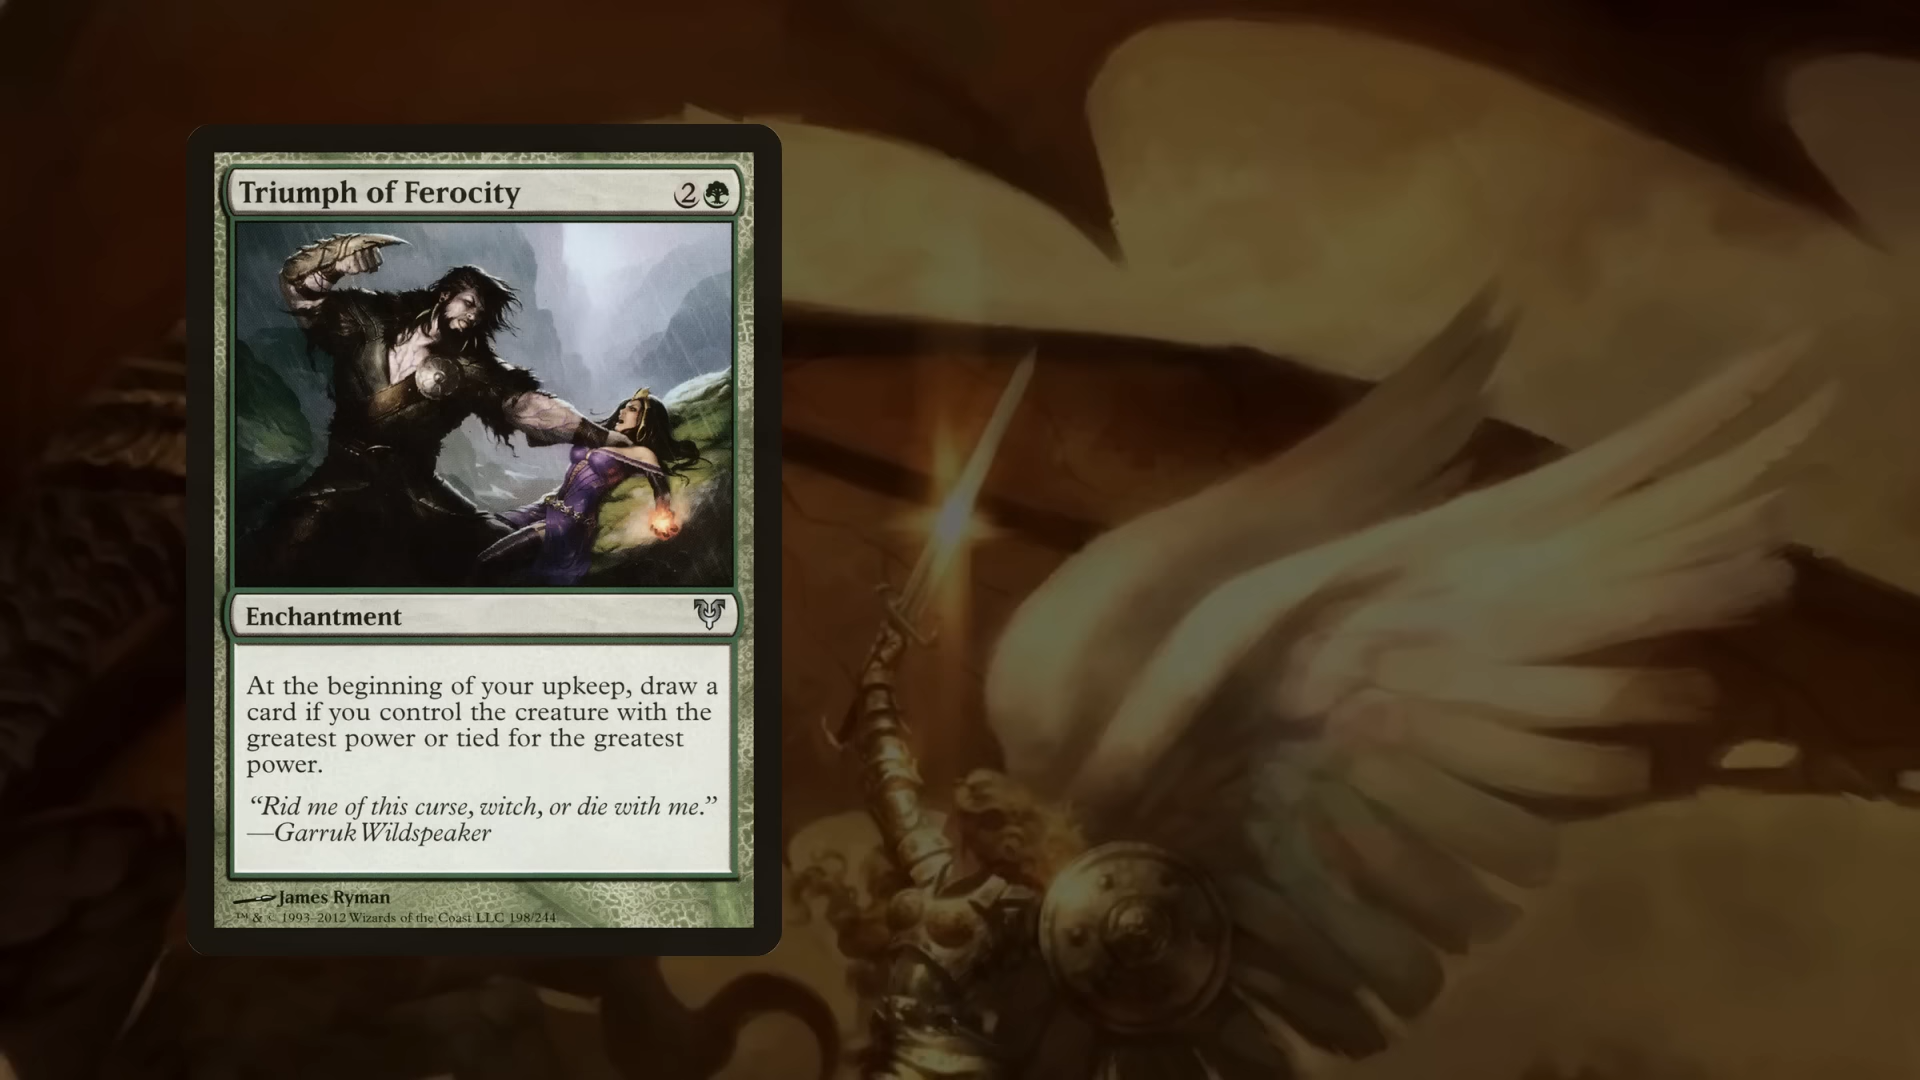 Triumph of Ferocity 2
Enchantment
At the beginning of your upkeep, draw a
card if you control the creature with the
greatest power or tied for the greatest
power.
“Rid me of this curse, witch, or die with me.”
—Garruk Wildspeaker
James Ryman
™ & © 1993–2012 Wizards of the Coast LLC 198/244